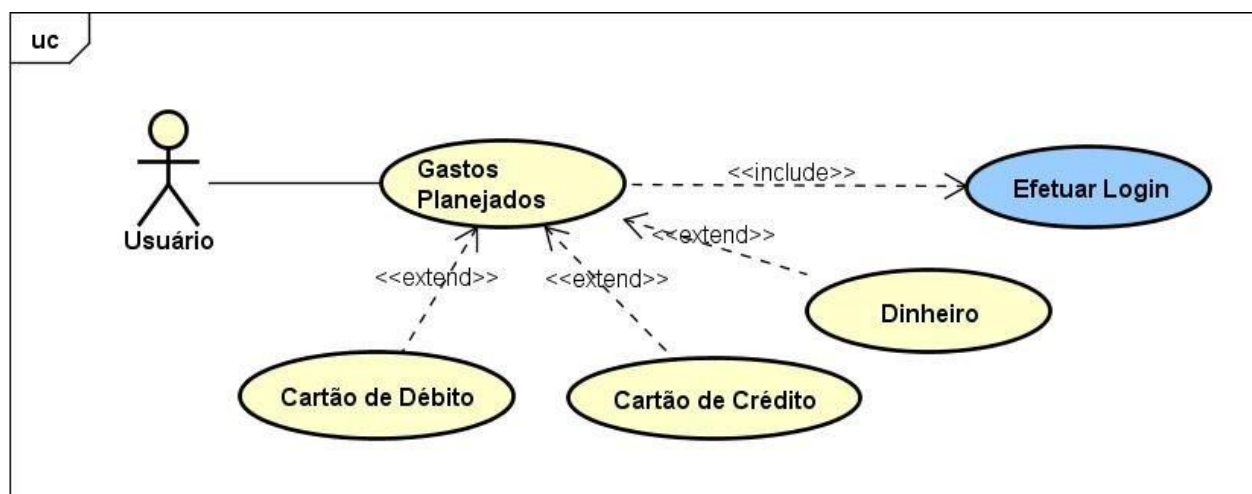 uc
Gastos
Planejados
<<include>>
Efetuar Login
Usuário
<<extend>>
<<extend>>
<<extend>>
Dinheiro
Cartão de Débito
Cartão de Crédito